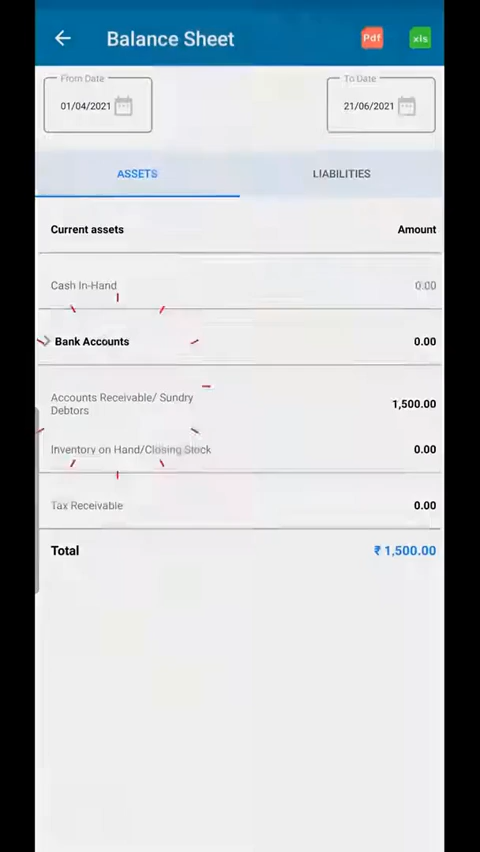 Balance Sheet
Pdf
xls
From Date
To Date
01/04/2021
21/06/2021
ASSETS
LIABILITIES
Current assets
Amount
Cash In-Hand
0.00
Bank Accounts
0.00
Accounts Receivable/ Sundry
Debtors
1,500.00
Inventory on Hand/Closing Stock
0.00
Tax Receivable
0.00
Total
₹ 1,500.00